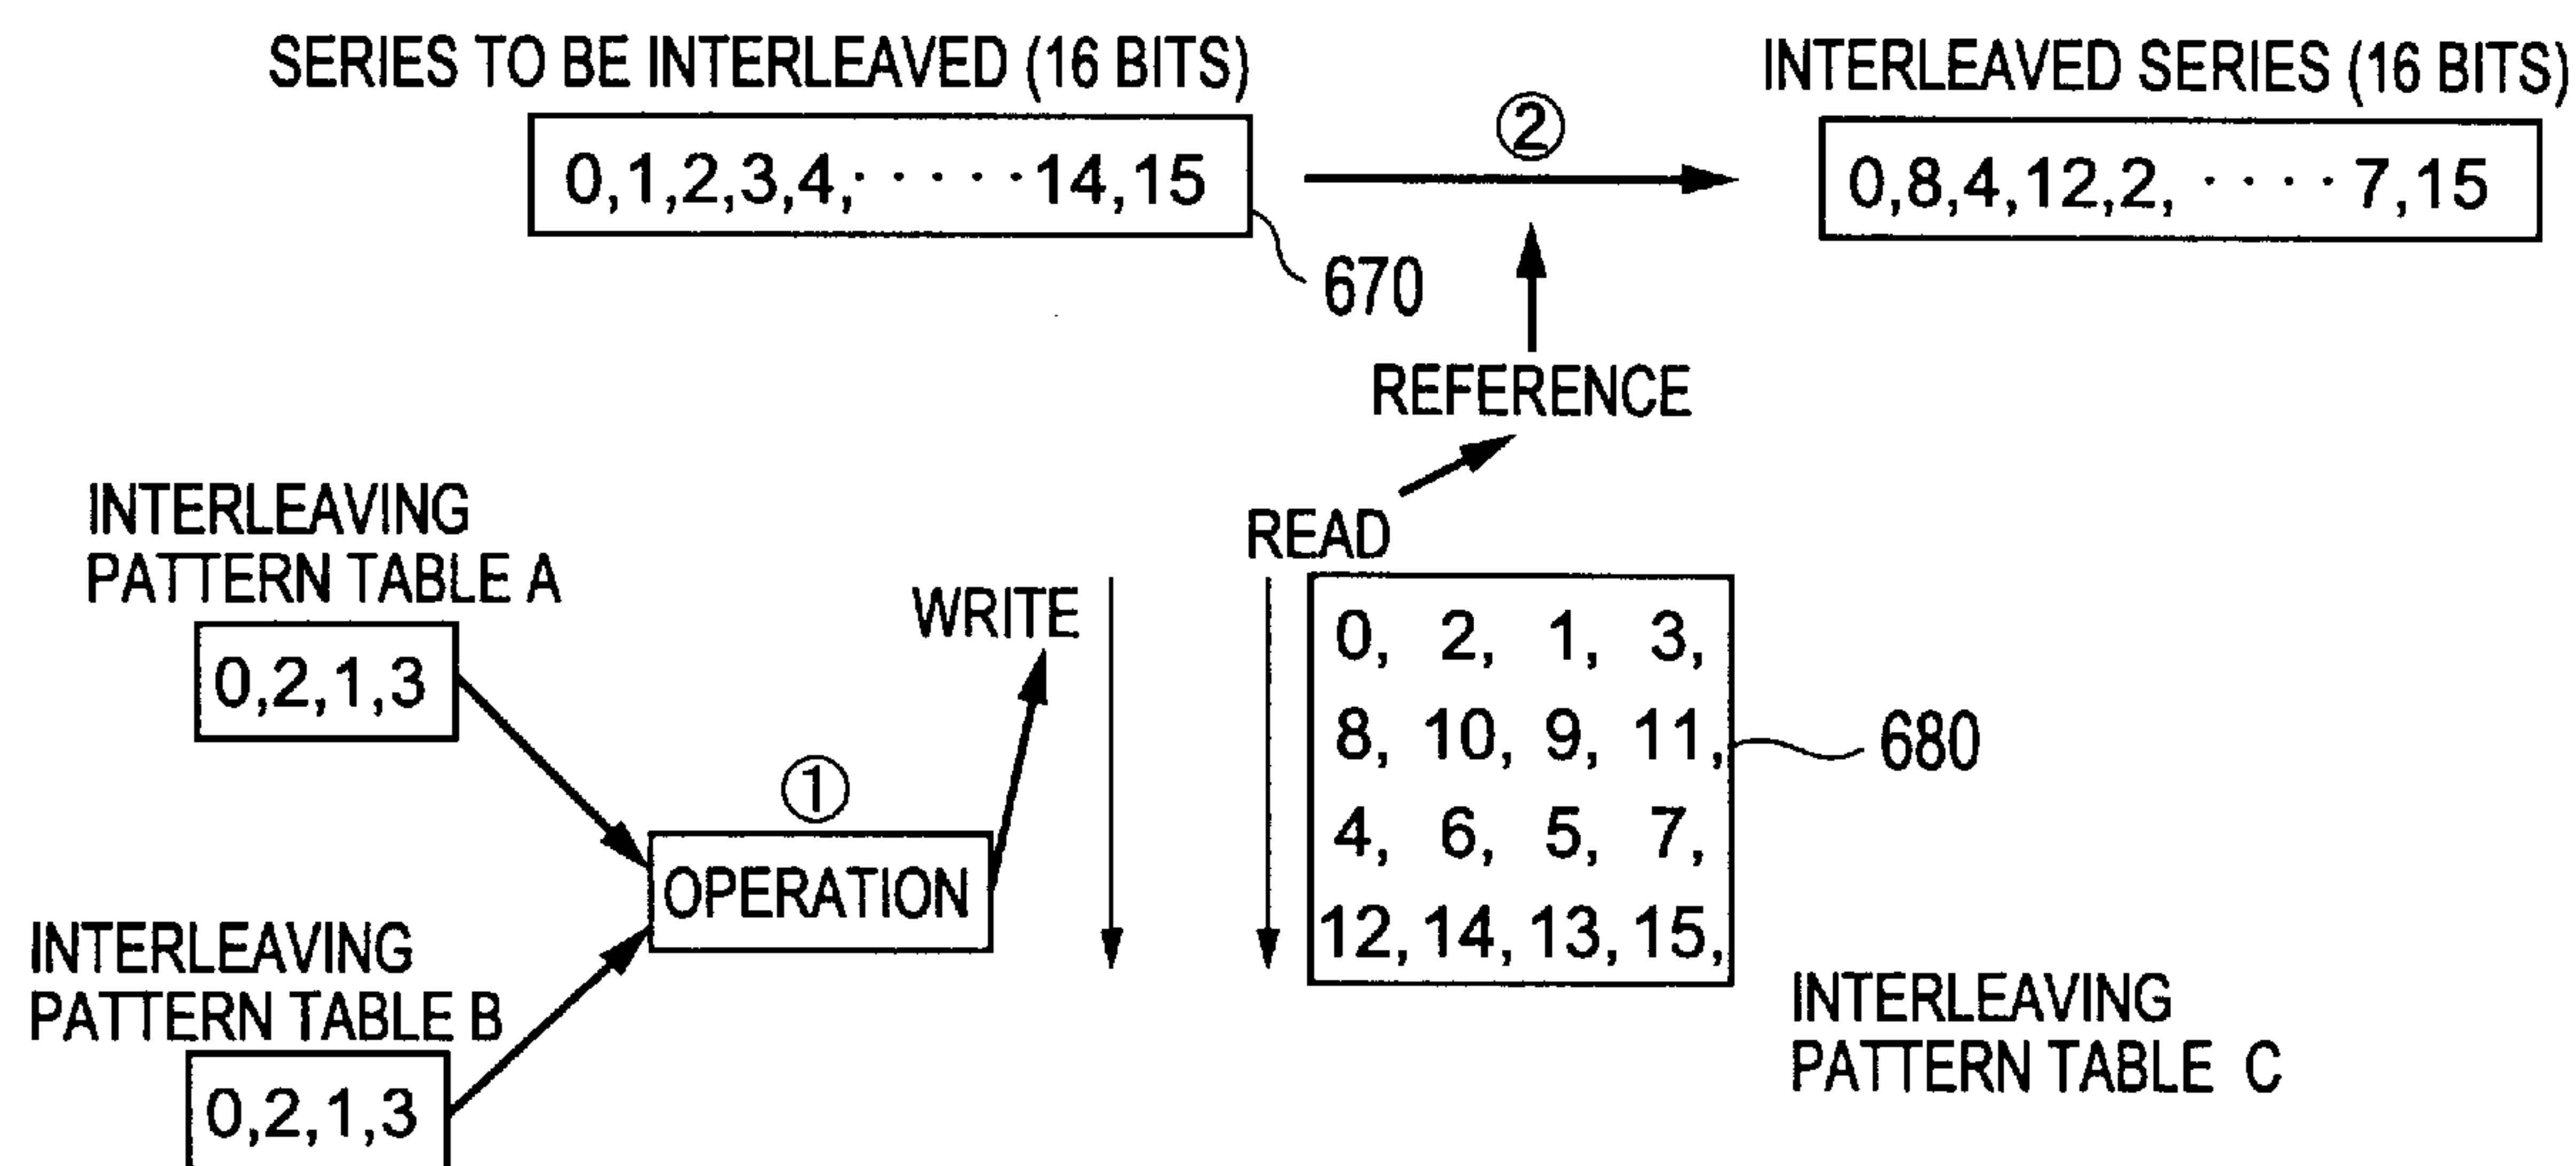 SERIES TO BE INTERLEAVED (16 BITS)
0,1,2,3,4,·····14,15
670
②
INTERLEAVED SERIES (16 BITS)
0,8,4,12,2,····7,15
REFERENCE
READ
WRITE
INTERLEAVING
PATTERN TABLE A
0,2,1,3
①
OPERATION
INTERLEAVING
PATTERN TABLE B
0,2,1,3
0, 2, 1, 3,
8, 10, 9, 11,
4, 6, 5, 7,
12, 14, 13, 15,
680
INTERLEAVING
PATTERN TABLE C